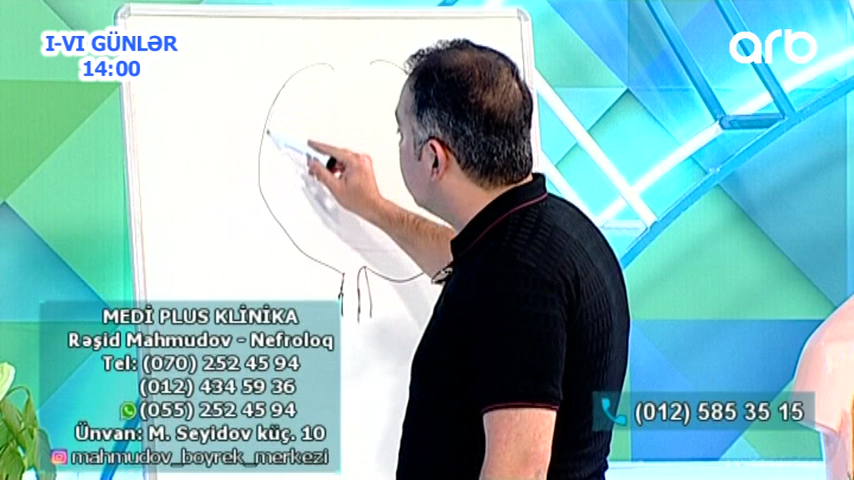 I-VI GÜNLƏR
14:00
arb
MEDİ PLUS KLİNİKA
Rəşid Mahmudov - Nefroloq
Tel: (070) 252 45 94
(012) 434 59 36
(055) 252 45 94
Ünvan: M. Seyidov küç. 10
mahmudov_boyrek_merkezi
(012) 585 35 15